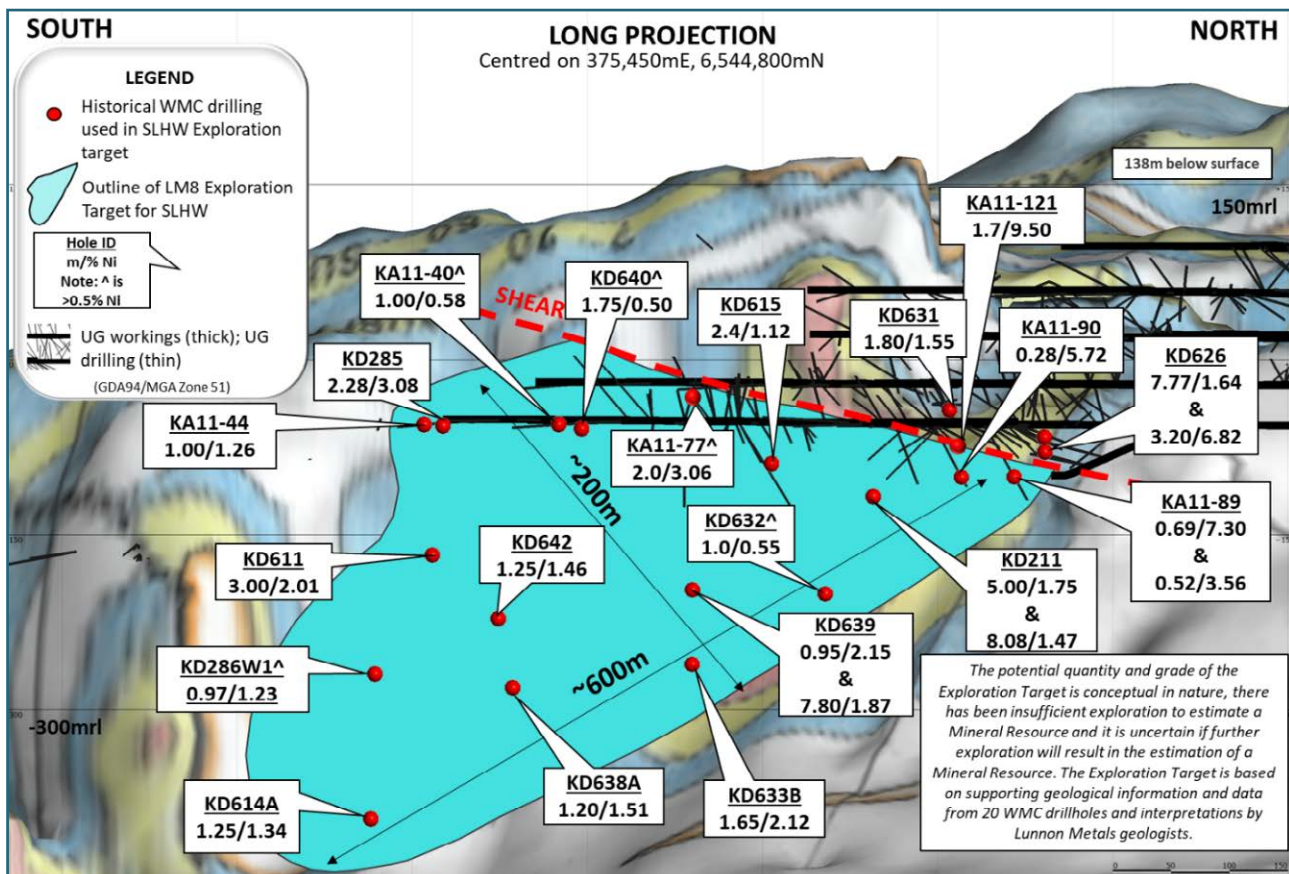 SOUTH
LONG PROJECTION
NORTH
Centred on 375,450mE, 6,544,800mN
LEGEND
Historical WMC drilling
used in SLHW Exploration
target
Outline of LM8 Exploration
Target for SLHW
Hole ID
m/% Ni
Note: ^ is
>0.5% Ni
UG workings (thick); UG
drilling (thin)
(GDA94/MGA Zone 51)
138m below surface
150mrl
KA11-121
1.7/9.50
KA11-40^
1.00/0.58
KD640^
1.75/0.50
SHEAR
KD615
2.4/1.12
KD631
1.80/1.55
KA11-90
0.28/5.72
KD626
7.77/1.64
&
3.20/6.82
KD285
2.28/3.08
KA11-44
1.00/1.26
KA11-77^
2.0/3.06
~200m
KA11-89
0.69/7.30
&
0.52/3.56
KD611
3.00/2.01
KD642
1.25/1.46
KD632^
1.0/0.55
KD211
5.00/1.75
&
8.08/1.47
KD639
0.95/2.15
&
7.80/1.87
KD286W1^
0.97/1.23
~600m
-300mrl
KD614A
1.25/1.34
KD638A
1.20/1.51
KD633B
1.65/2.12
The potential quantity and grade of the
Exploration Target is conceptual in nature, there
has been insufficient exploration to estimate a
Mineral Resource and it is uncertain if further
exploration will result in the estimation of a
Mineral Resource. The Exploration Target is based
on supporting geological information and data
from 20 WMC drillholes and interpretations by
Lunnon Metals geologists.
0 50 100 150